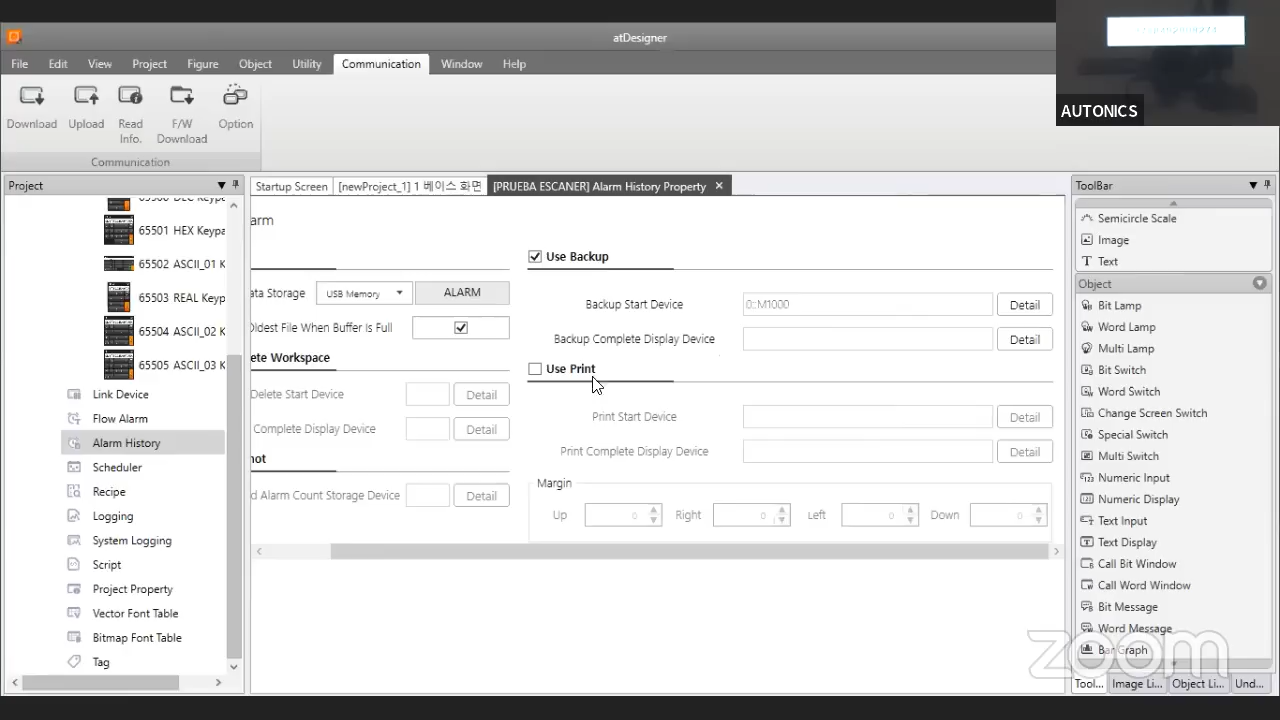 atDesigner
File Edit View Project Figure Object Utility Communication Window Help
Download Upload Read Info. F/W Download Option
Communication
AUTONICS
Project
65501 HEX Keypa
65502 ASCII_01 K
65503 REAL Keyp
65504 ASCII_02 K
65505 ASCII_03 K
Link Device
Flow Alarm
Alarm History
Scheduler
Recipe
Logging
System Logging
Script
Project Property
Vector Font Table
Bitmap Font Table
Tag
Startup Screen [newProject_1] 1 베이스 화면 [PRUEBA ESCANER] Alarm History Property
arm
ata Storage USB Memory ALARM
Oldest File When Buffer Is Full
ete Workspace
Delete Start Device Detail
Complete Display Device Detail
hot
d Alarm Count Storage Device Detail
Use Backup
Backup Start Device 0::M1000 Detail
Backup Complete Display Device Detail
Use Print
Print Start Device Detail
Print Complete Display Device Detail
Margin
Up 0 Right 0 Left 0 Down 0
ToolBar
Semicircle Scale
Image
Text
Object
Bit Lamp
Word Lamp
Multi Lamp
Bit Switch
Word Switch
Change Screen Switch
Special Switch
Multi Switch
Numeric Input
Numeric Display
Text Input
Text Display
Call Bit Window
Call Word Window
Bit Message
Word Message
Bar Graph
Tool... Image Li... Object Li... Und...
zoom